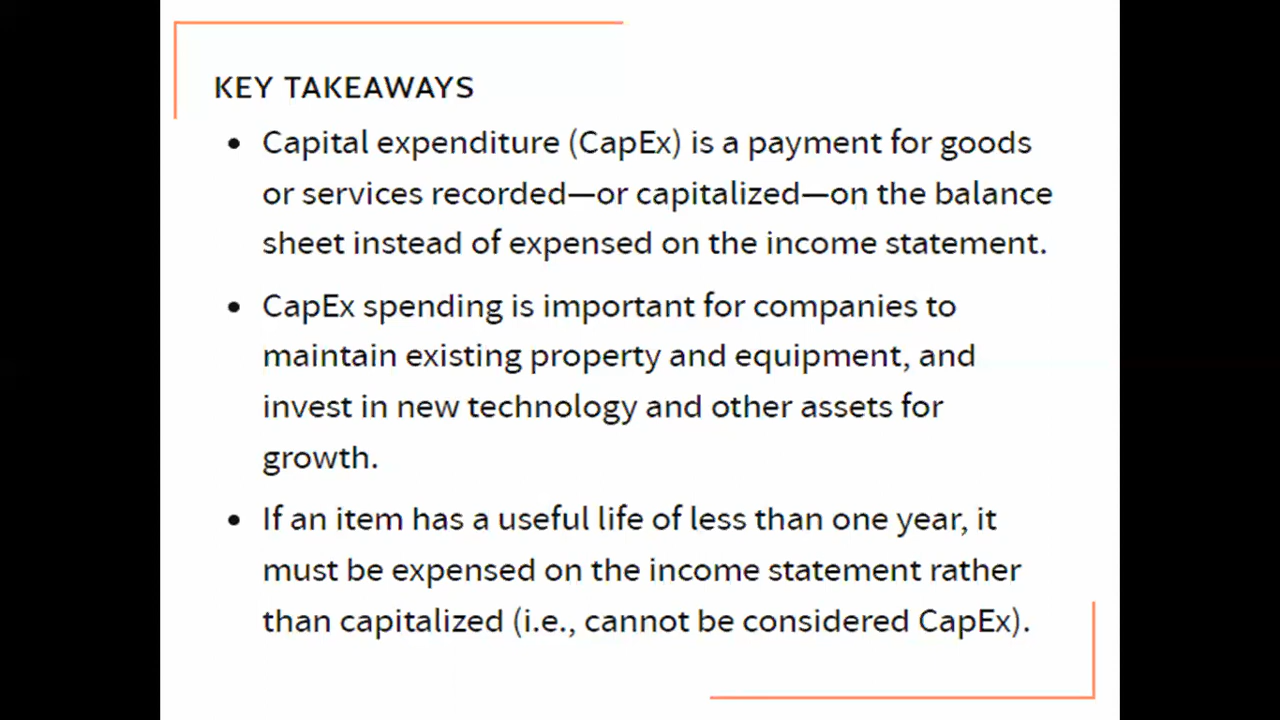 KEY TAKEAWAYS
• Capital expenditure (CapEx) is a payment for goods
or services recorded—or capitalized—on the balance
sheet instead of expensed on the income statement.
• CapEx spending is important for companies to
maintain existing property and equipment, and
invest in new technology and other assets for
growth.
• If an item has a useful life of less than one year, it
must be expensed on the income statement rather
than capitalized (i.e., cannot be considered CapEx).